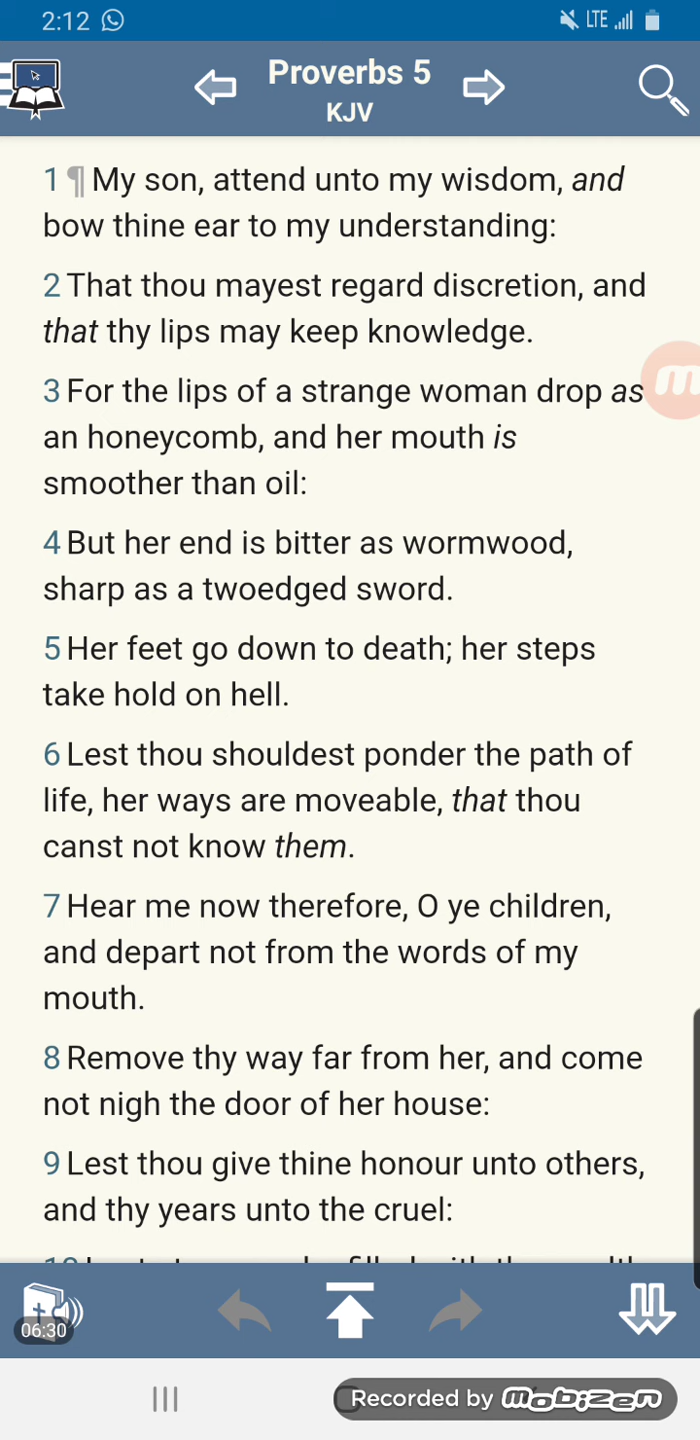 2:12 LTE
Proverbs 5
KJV
1 ¶ My son, attend unto my wisdom, and
bow thine ear to my understanding:
2 That thou mayest regard discretion, and
that thy lips may keep knowledge.
3 For the lips of a strange woman drop as
an honeycomb, and her mouth is
smoother than oil:
4 But her end is bitter as wormwood,
sharp as a twoedged sword.
5 Her feet go down to death; her steps
take hold on hell.
6 Lest thou shouldest ponder the path of
life, her ways are moveable, that thou
canst not know them.
7 Hear me now therefore, O ye children,
and depart not from the words of my
mouth.
8 Remove thy way far from her, and come
not nigh the door of her house:
9 Lest thou give thine honour unto others,
and thy years unto the cruel:
06:30
Recorded by mobizen